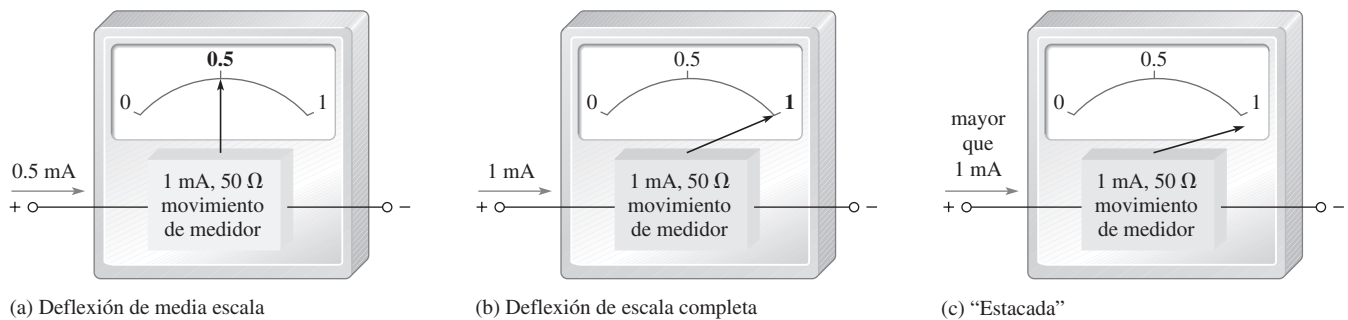 0.5
0
1
0.5 mA
1 mA, 50 Ω
movimiento
de medidor
+
–
(a) Deflexión de media escala
0.5
0
1
1 mA
1 mA, 50 Ω
movimiento
de medidor
+
–
(b) Deflexión de escala completa
0.5
0
1
mayor
que
1 mA
1 mA, 50 Ω
movimiento
de medidor
+
–
(c) “Estacada”